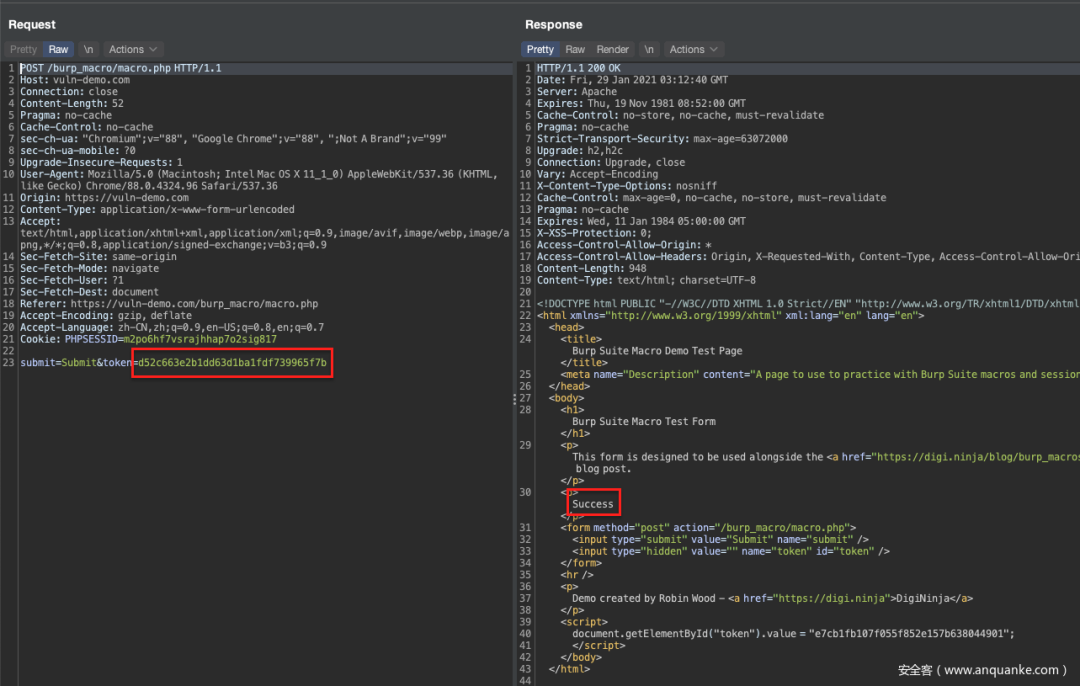 Request
Response
Pretty Raw \n Actions
Pretty Raw Render \n Actions
1 POST /burp_macro/macro.php HTTP/1.1
2 Host: vuln-demo.com
3 Connection: close
4 Content-Length: 52
5 Pragma: no-cache
6 Cache-Control: no-cache
7 sec-ch-ua: "Chromium";v="88", "Google Chrome";v="88", ";Not A Brand";v="99"
8 sec-ch-ua-mobile: ?0
9 Upgrade-Insecure-Requests: 1
10 User-Agent: Mozilla/5.0 (Macintosh; Intel Mac OS X 11_1_0) AppleWebKit/537.36 (KHTML,
like Gecko) Chrome/88.0.4324.96 Safari/537.36
11 Origin: https://vuln-demo.com
12 Content-Type: application/x-www-form-urlencoded
13 Accept:
text/html,application/xhtml+xml,application/xml;q=0.9,image/avif,image/webp,image/a
png,*/*;q=0.8,application/signed-exchange;v=b3;q=0.9
14 Sec-Fetch-Site: same-origin
15 Sec-Fetch-Mode: navigate
16 Sec-Fetch-User: ?1
17 Sec-Fetch-Dest: document
18 Referer: https://vuln-demo.com/burp_macro/macro.php
19 Accept-Encoding: gzip, deflate
20 Accept-Language: zh-CN,zh;q=0.9,en-US;q=0.8,en;q=0.7
21 Cookie: PHPSESSID=m2po6hf7vsrajhhap7o2sig817
22
23 submit=Submit&token=d52c663e2b1dd63d1ba1fdf739965f7b
1 HTTP/1.1 200 OK
2 Date: Fri, 29 Jan 2021 03:12:40 GMT
3 Server: Apache
4 Expires: Thu, 19 Nov 1981 08:52:00 GMT
5 Cache-Control: no-store, no-cache, must-revalidate
6 Pragma: no-cache
7 Strict-Transport-Security: max-age=63072000
8 Upgrade: h2,h2c
9 Connection: Upgrade, close
10 Vary: Accept-Encoding
11 X-Content-Type-Options: nosniff
12 Cache-Control: max-age=0, no-cache, no-store, must-revalidate
13 Pragma: no-cache
14 Expires: Wed, 11 Jan 1984 05:00:00 GMT
15 X-XSS-Protection: 0;
16 Access-Control-Allow-Origin: *
17 Access-Control-Allow-Headers: Origin, X-Requested-With, Content-Type, Access-Control-Allow-Ori
18 Content-Length: 948
19 Content-Type: text/html; charset=UTF-8
20
21 <!DOCTYPE html PUBLIC "-//W3C//DTD XHTML 1.0 Strict//EN" "http://www.w3.org/TR/xhtml1/DTD/xhtml
22 <html xmlns="http://www.w3.org/1999/xhtml" xml:lang="en" lang="en">
23 <head>
24 <title>
Burp Suite Macro Demo Test Page
</title>
25 <meta name="Description" content="A page to use to practice with Burp Suite macros and session
26 </head>
27 <body>
28 <h1>
Burp Suite Macro Test Form
</h1>
29 <p>
This form is designed to be used alongside the <a href="https://digi.ninja/blog/burp_macros
blog post.
</p>
30 <p>
Success
</p>
31 <form method="post" action="/burp_macro/macro.php">
32 <input type="submit" value="Submit" name="submit" />
33 <input type="hidden" value="" name="token" id="token" />
34 </form>
35 <hr />
36 <p>
37 Demo created by Robin Wood - <a href="https://digi.ninja">DigiNinja</a>
38 </p>
39 <script>
40 document.getElementById("token").value = "e7cb1fb107f055f852e157b638044901";
41 </script>
42 </body>
43 </html>
44
安全客（www.anquanke.com）